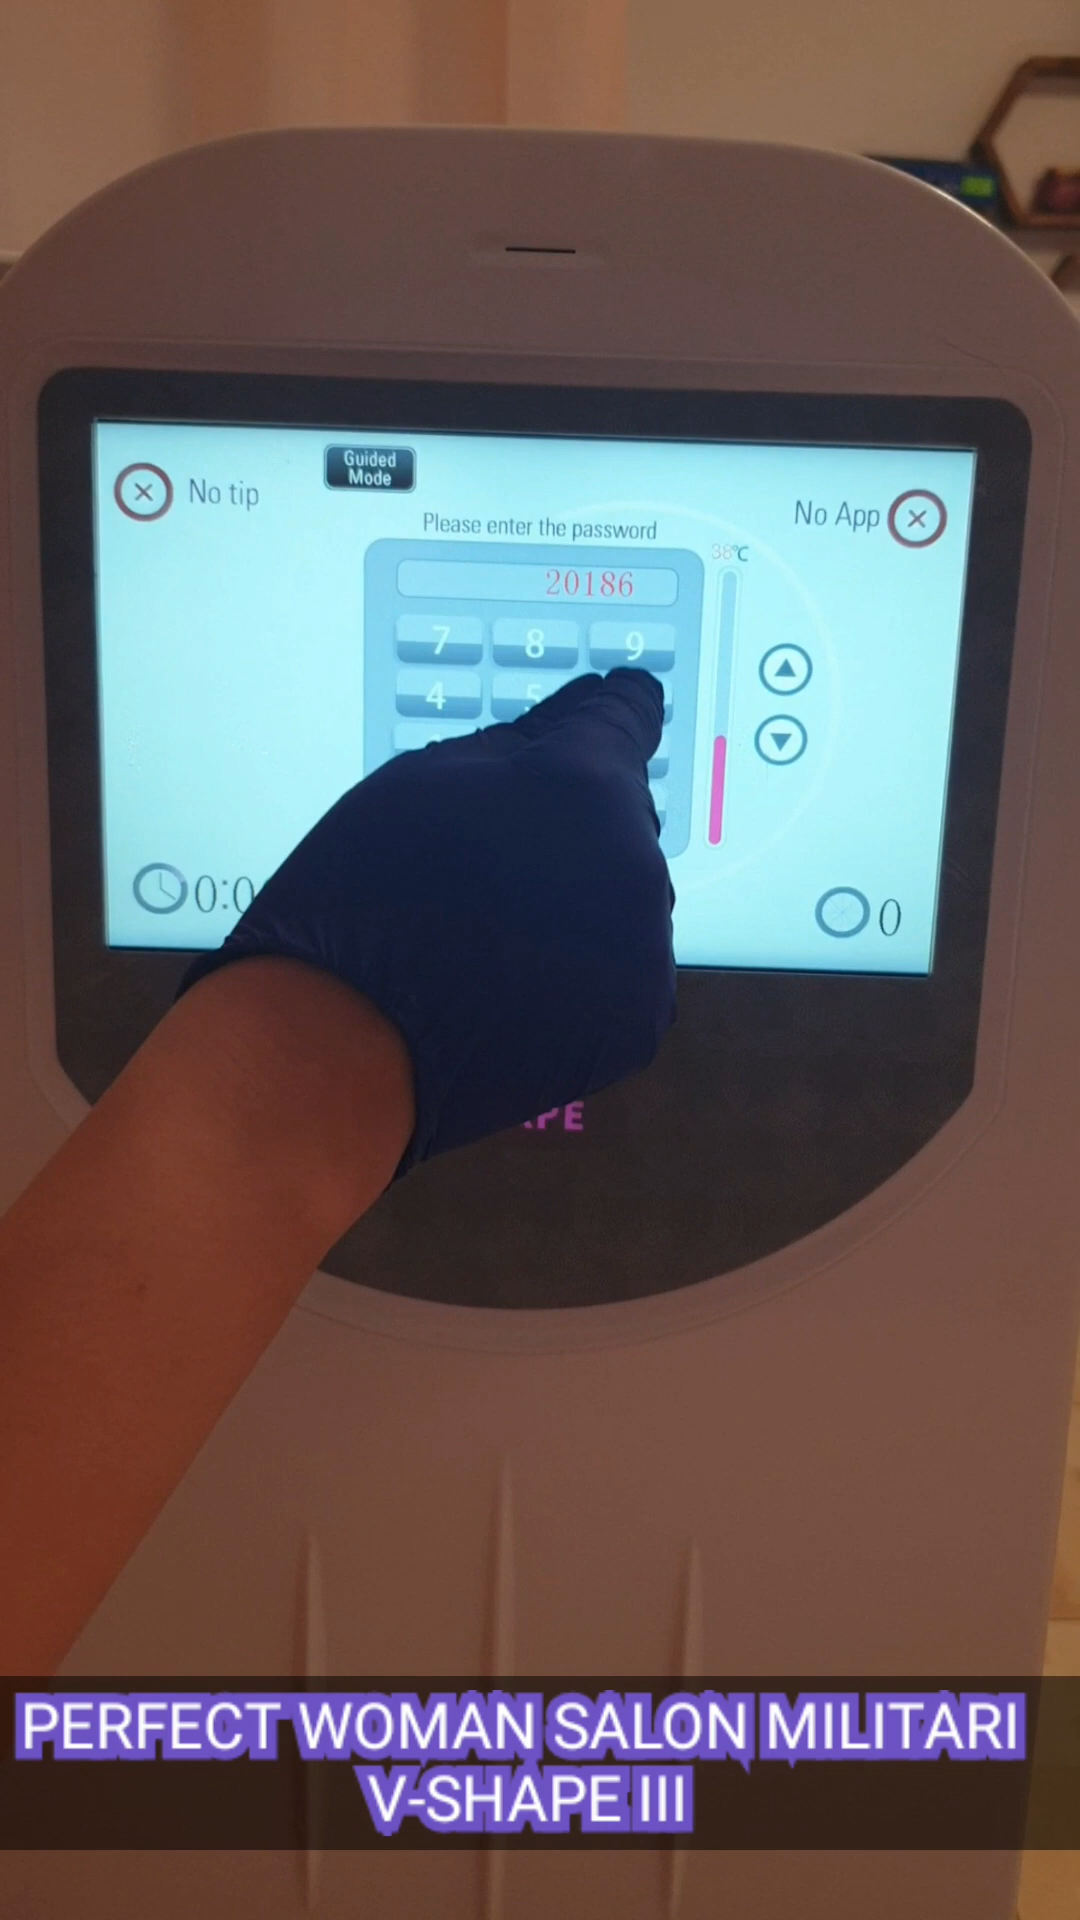 Guided
Mode
No tip
No App
Please enter the password
38°C
20186
7 8 9
4 5
0:0
0
PERFECT WOMAN SALON MILITARI
V-SHAPE III